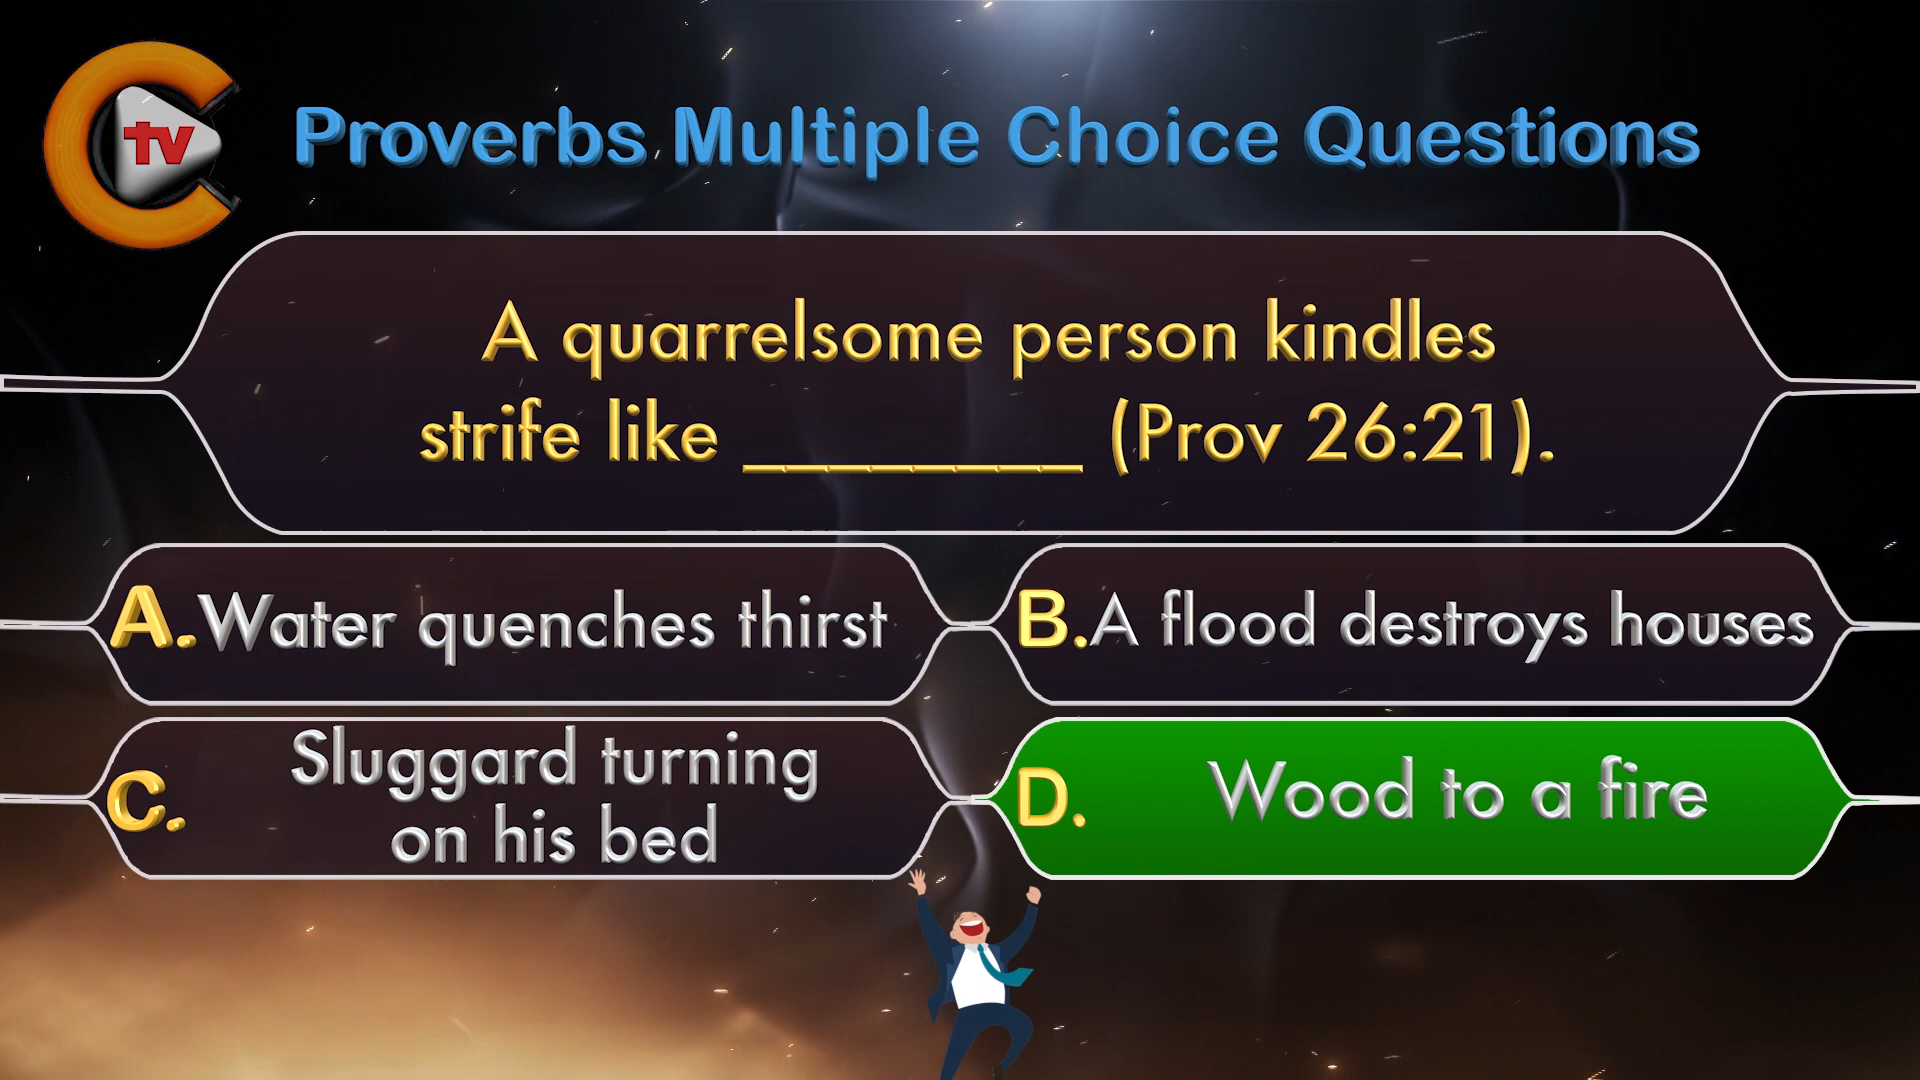 tv
Proverbs Multiple Choice Questions
A quarrelsome person kindles
strife like ________ (Prov 26:21).
A. Water quenches thirst
B. A flood destroys houses
C. Sluggard turning
on his bed
D. Wood to a fire